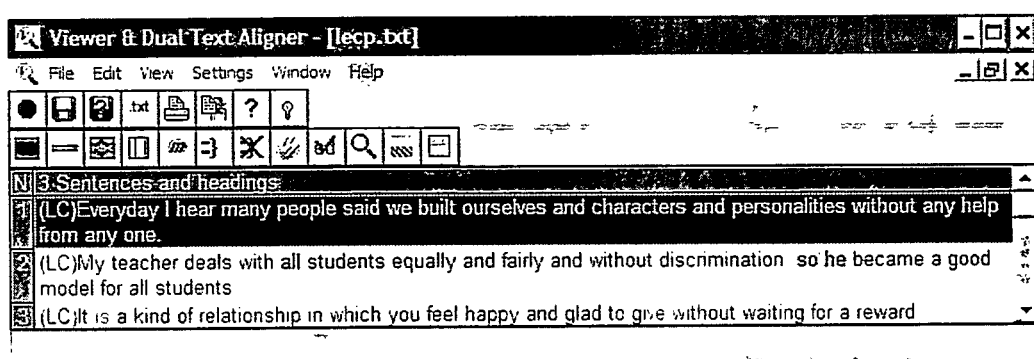 Viewer & Dual Text Aligner - [lecp.txt]
File Edit View Settings Window Help
.txt ?
N 3 Sentences and headings
1 (LC)Everyday I hear many people said we built ourselves and characters and personalities without any help
from any one.
2 (LC)My teacher deals with all students equally and fairly and without discrimination so he became a good
model for all students
3 (LC)It is a kind of relationship in which you feel happy and glad to give without waiting for a reward